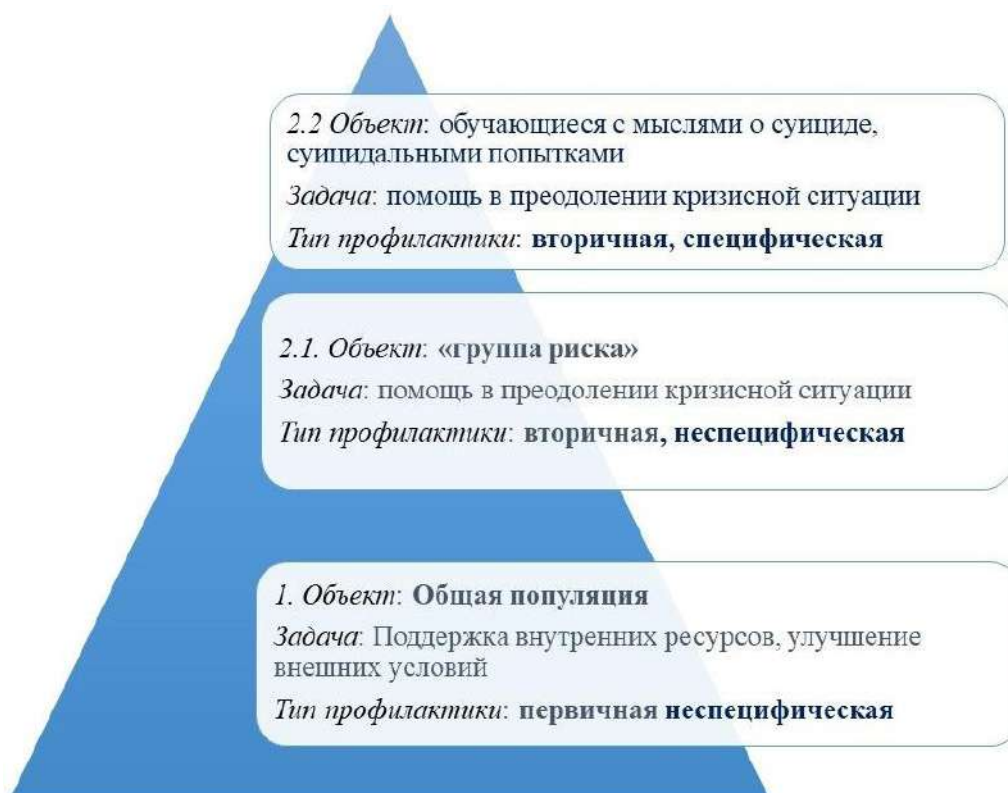 2.2 Объект: обучающиеся с мыслями о суициде,
суицидальными попытками
Задача: помощь в преодолении кризисной ситуации
Тип профилактики: вторичная, специфическая
2.1. Объект: «группа риска»
Задача: помощь в преодолении кризисной ситуации
Тип профилактики: вторичная, неспецифическая
1. Объект: Общая популяция
Задача: Поддержка внутренних ресурсов, улучшение
внешних условий
Тип профилактики: первичная неспецифическая